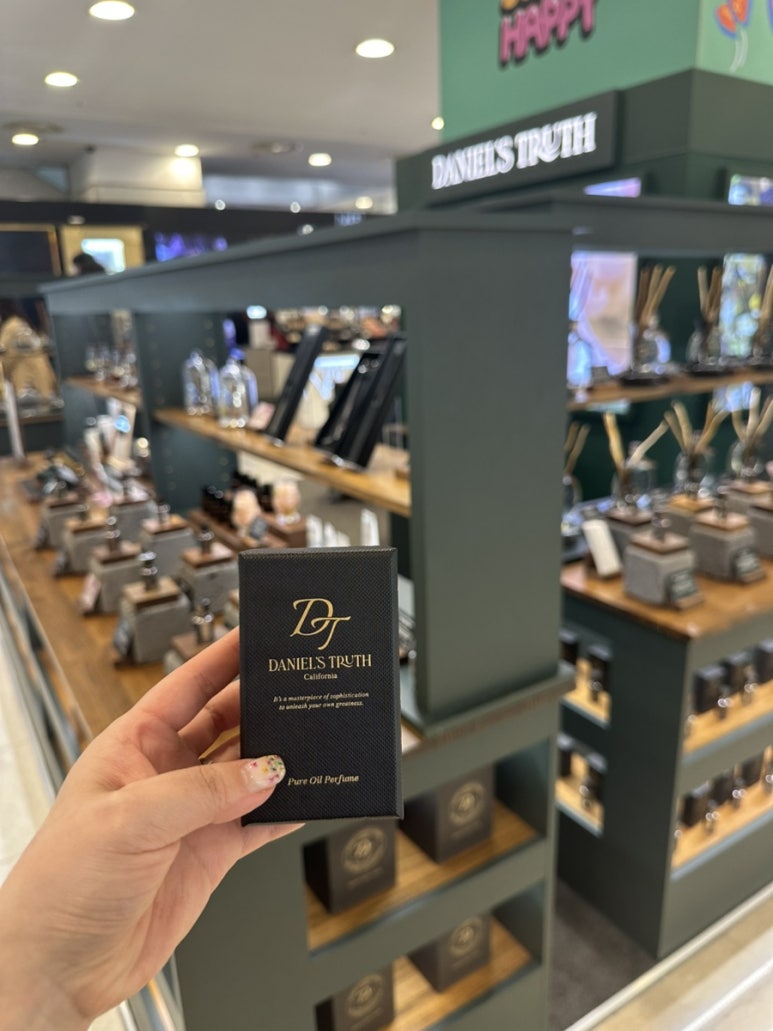 HAPPY
DANIEL'S TRUTH
DT
DANIEL'S TRUTH
California
It's a masterpiece of sophistication
to unleash your own greatness.
Pure Oil Perfume